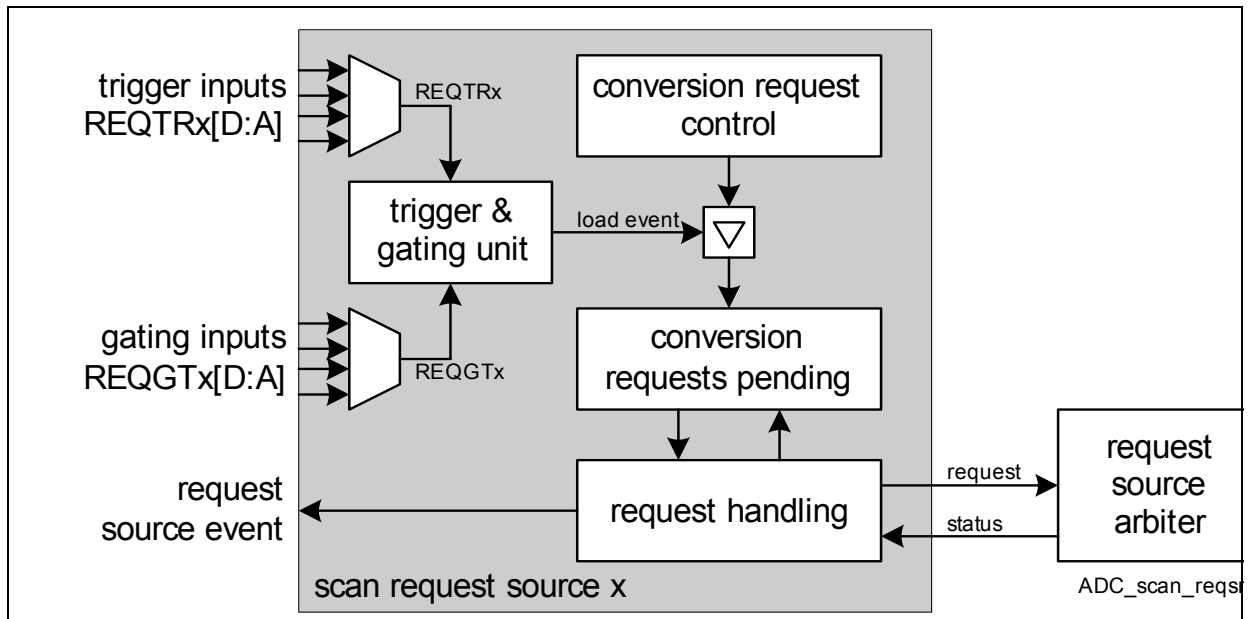 trigger inputs
REQTRx[D:A]
REQTRx
conversion request
control
trigger &
gating unit
load event
gating inputs
REQGTx[D:A]
REQGTx
conversion
requests pending
request
source event
request handling
request
status
request
source
arbiter
scan request source x
ADC_scan_reqsr